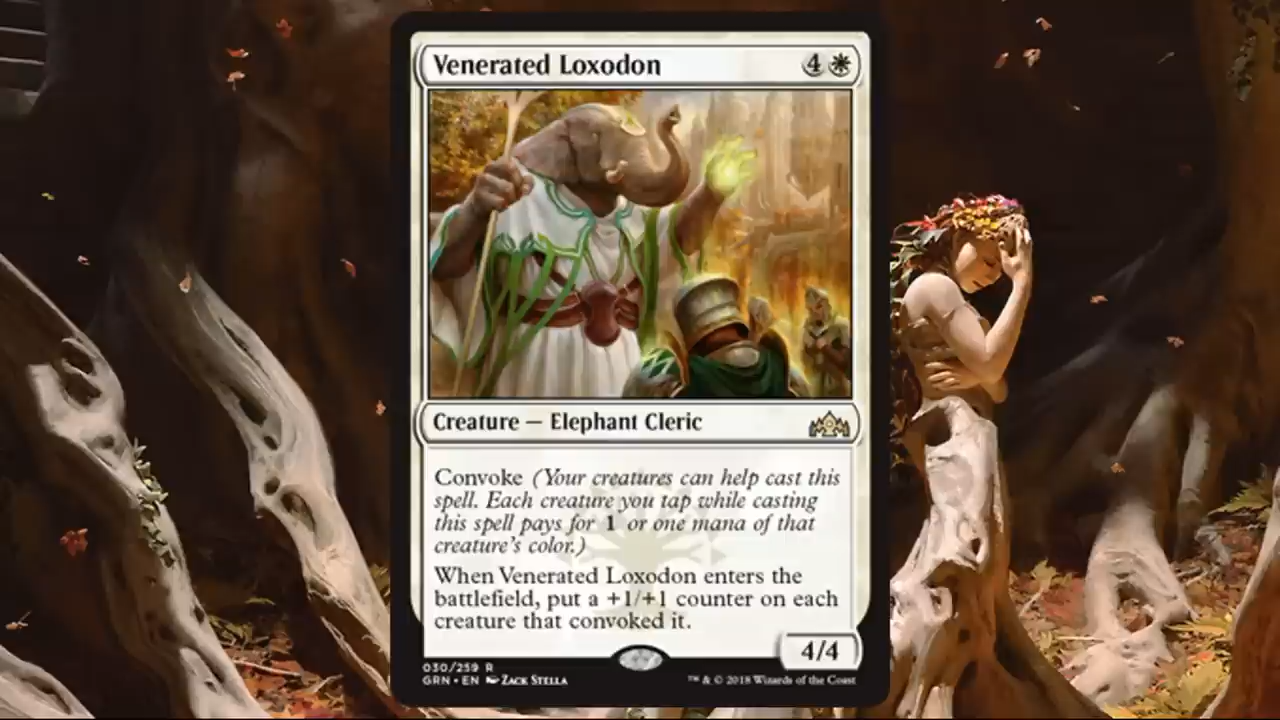 Venerated Loxodon 4
Creature — Elephant Cleric
Convoke (Your creatures can help cast this
spell. Each creature you tap while casting
this spell pays for 1 or one mana of that
creature's color.)
When Venerated Loxodon enters the
battlefield, put a +1/+1 counter on each
creature that convoked it.
4/4
030/259 R
GRN • EN Zack Stella
™ & © 2018 Wizards of the Coast